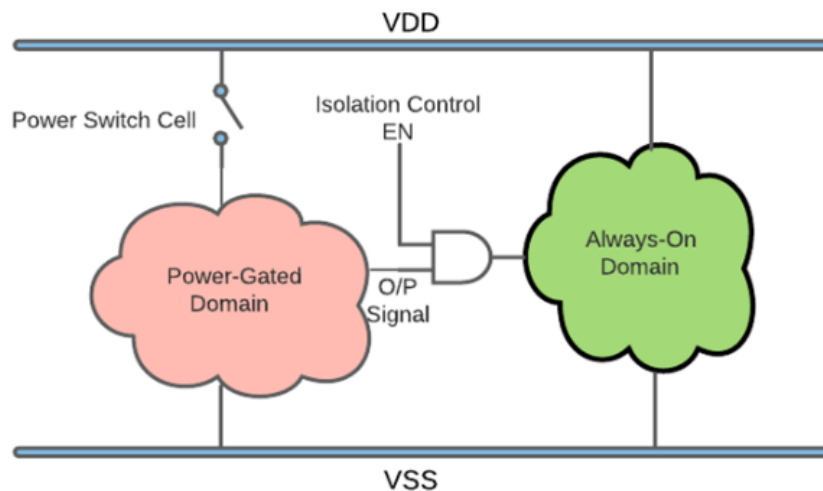 VDD
Power Switch Cell
Isolation Control
EN
Power-Gated
Domain
O/P
Signal
Always-On
Domain
VSS